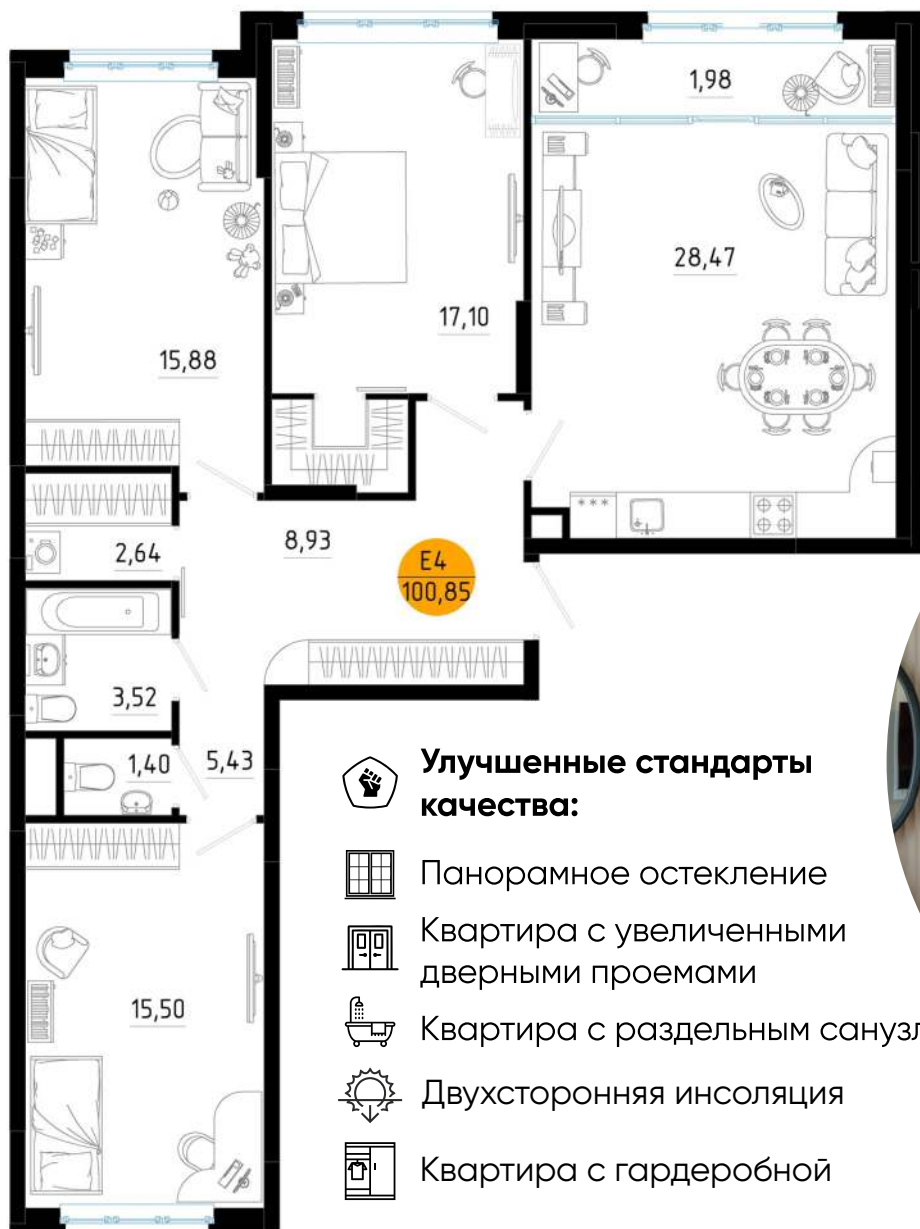 1,98
28,47
17,10
15,88
8,93
2,64
E4
100,85
3,52
1,40
5,43
15,50
Улучшенные стандарты
качества:
Панорамное остекление
Квартира с увеличенными
дверными проемами
Квартира с раздельным сануз
Двухсторонняя инсоляция
Квартира с гардеробной